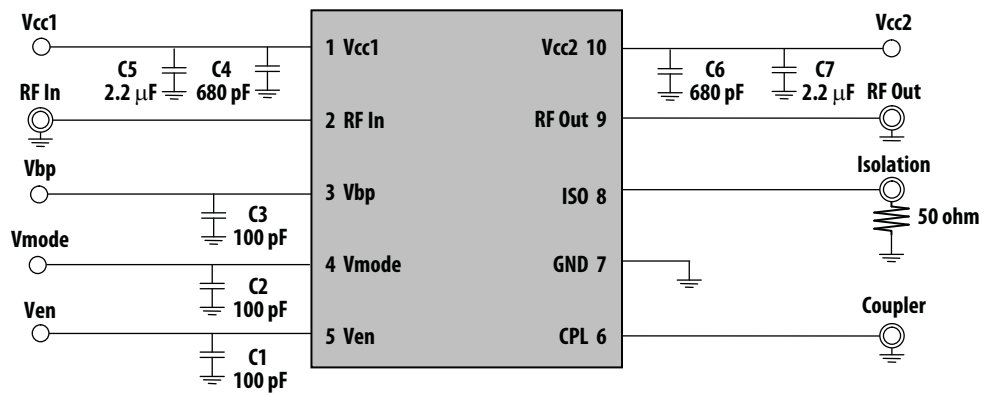 Vcc1
C5
2.2 μF
C4
680 pF
RF In
Vbp
C3
100 pF
Vmode
C2
100 pF
Ven
C1
100 pF
1 Vcc1
2 RF In
3 Vbp
4 Vmode
5 Ven
Vcc2 10
RF Out 9
ISO 8
GND 7
CPL 6
Vcc2
C6
680 pF
C7
2.2 μF
RF Out
Isolation
50 ohm
Coupler